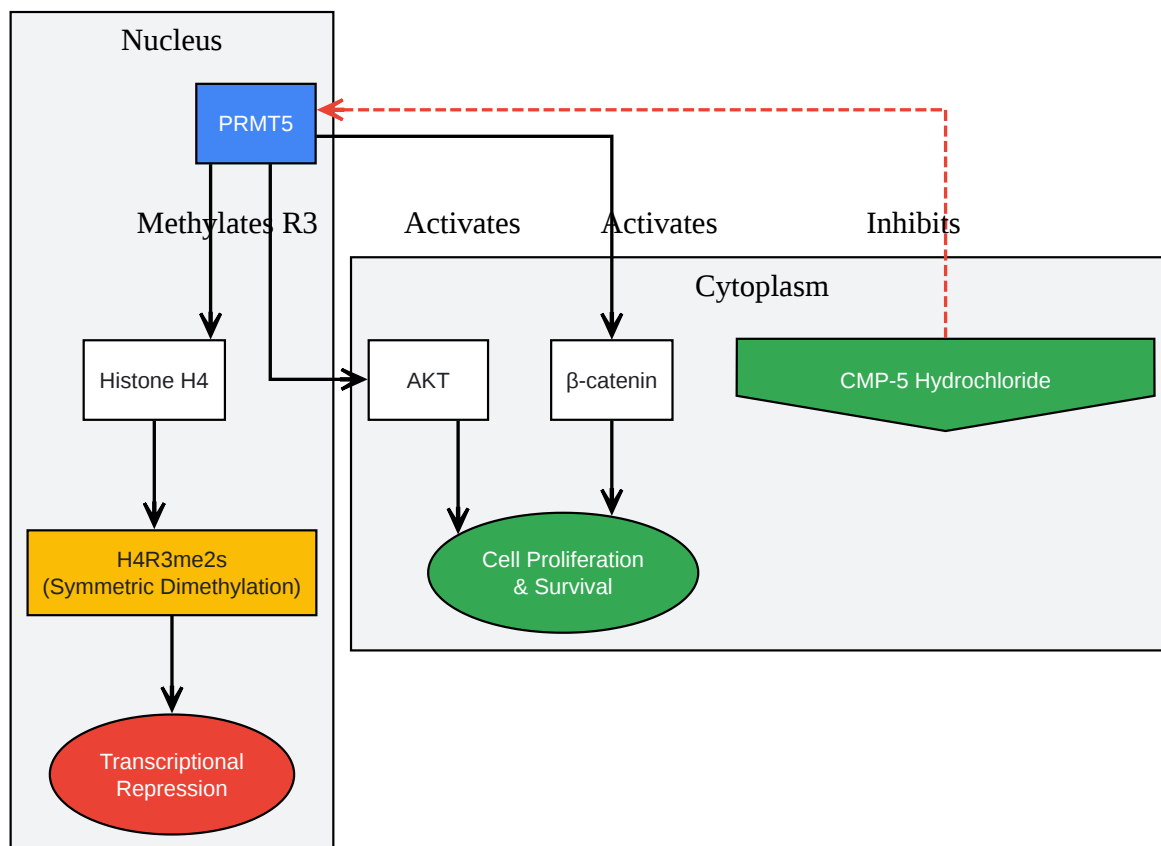 Nucleus
PRMT5
Methylates R3
Activates
Activates
Inhibits
Cytoplasm
Histone H4
AKT
β-catenin
CMP-5 Hydrochloride
H4R3me2s
(Symmetric Dimethylation)
Cell Proliferation
& Survival
Transcriptional
Repression